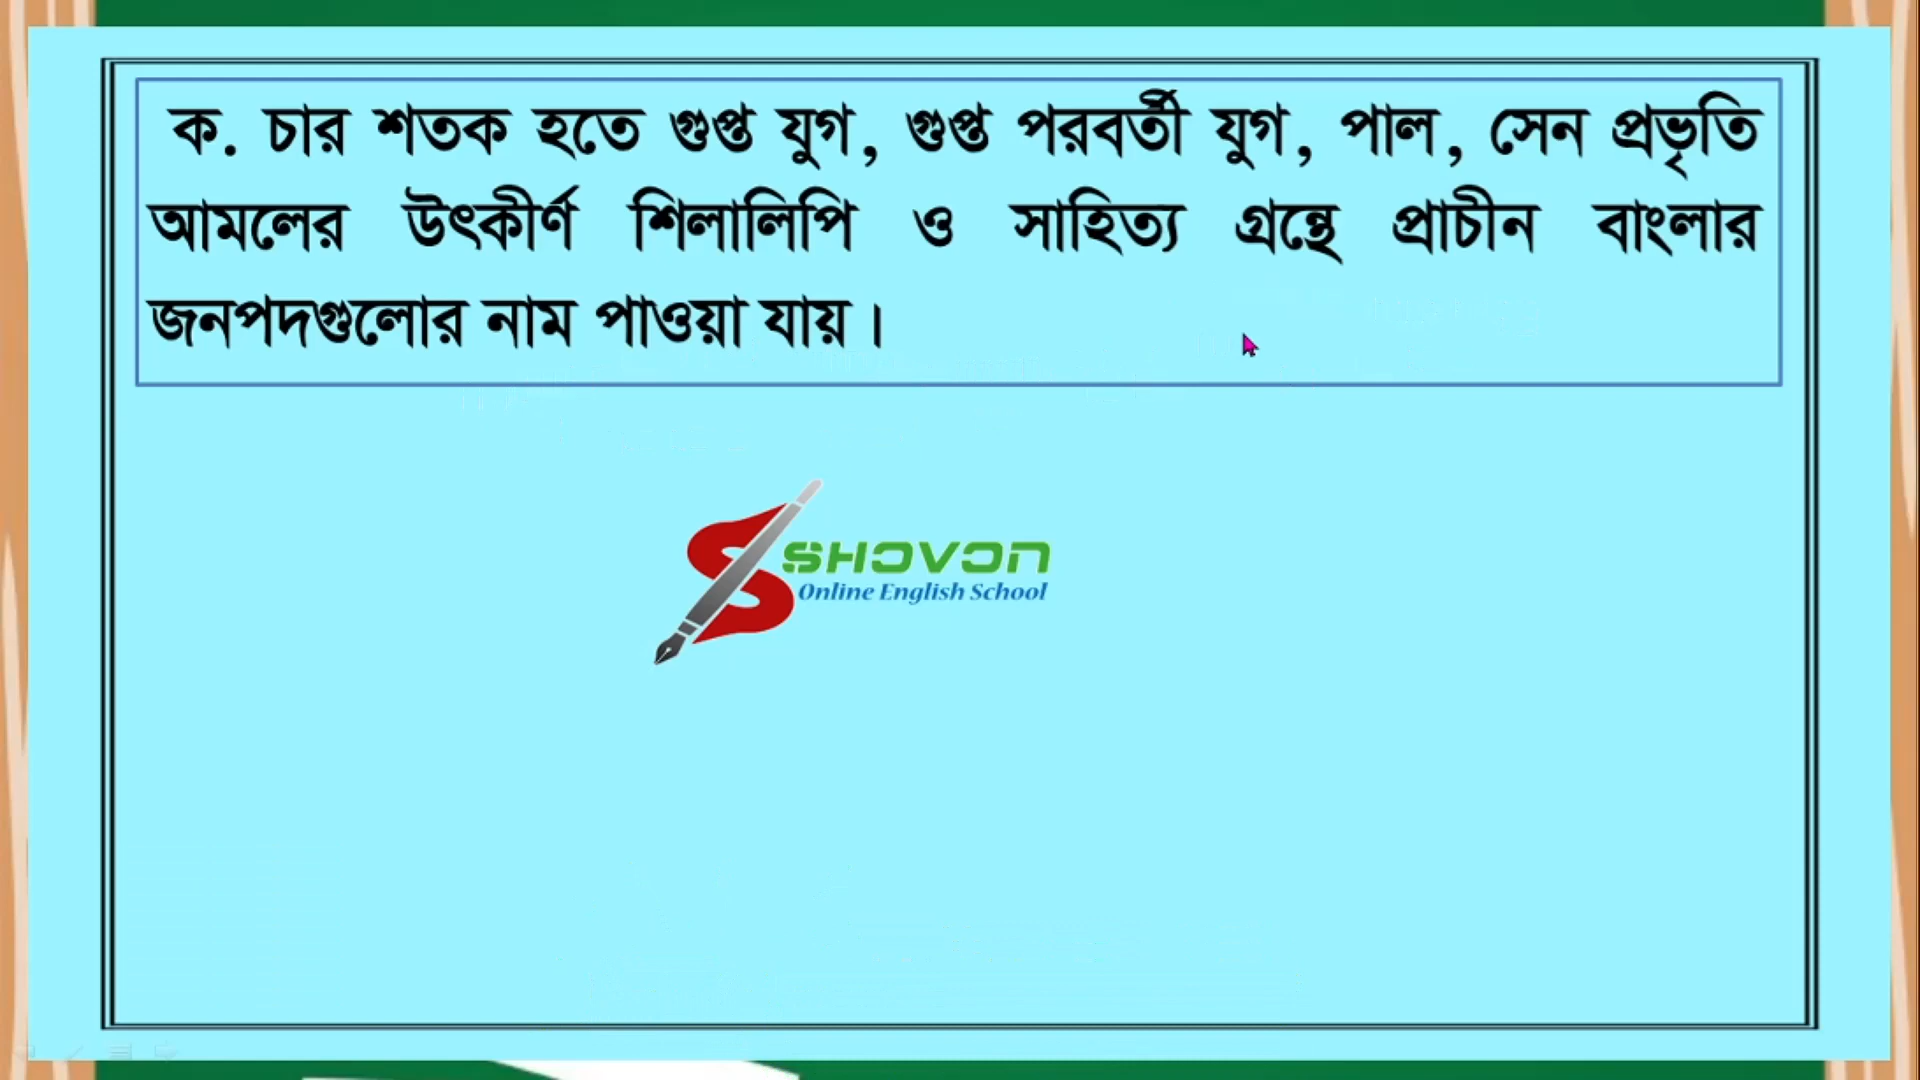 ক. চার শতক হতে গুপ্ত যুগ, গুপ্ত পরবর্তী যুগ, পাল, সেন প্রভৃতি
আমলের উৎকীর্ণ শিলালিপি ও সাহিত্য গ্রন্থে প্রাচীন বাংলার
জনপদগুলোর নাম পাওয়া যায়।
SHOVON
Online English School